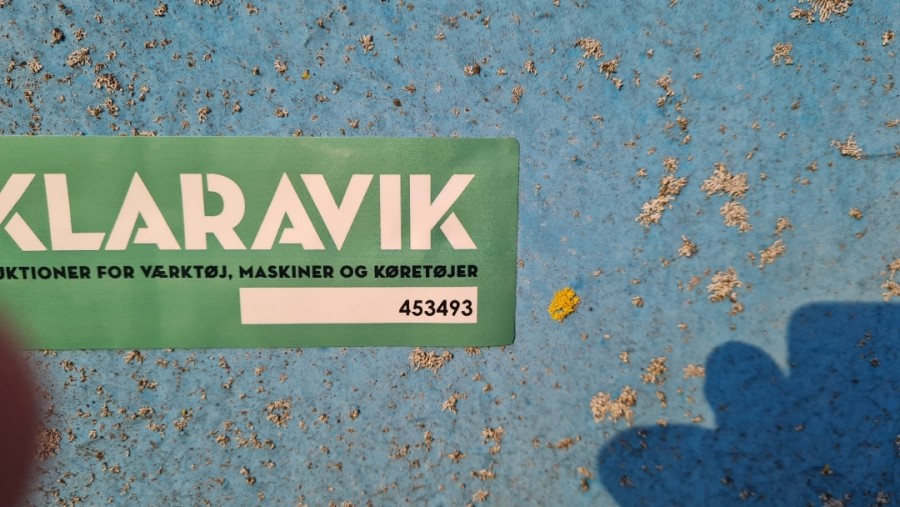 KLARAVIK
UKTIONER FOR VÆRKTØJ, MASKINER OG KØRETØJER
453493